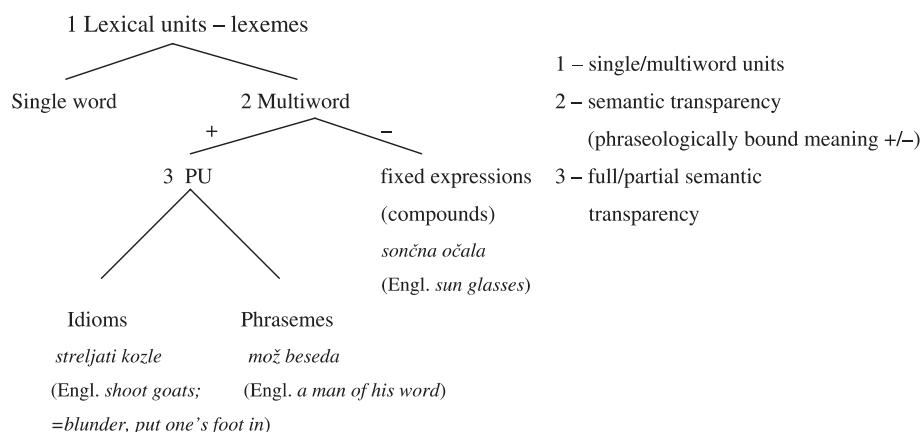 1 Lexical units – lexemes
1 – single/multiword units
Single word
2 Multiword
2 – semantic transparency
+
–
(phraseologically bound meaning +/–)
3 PU
fixed expressions
3 – full/partial semantic
(compounds)
transparency
sončna očala
(Engl. sun glasses)
Idioms
Phrasemes
streljati kozle
mož beseda
(Engl. shoot goats;
(Engl. a man of his word)
=blunder, put one's foot in)